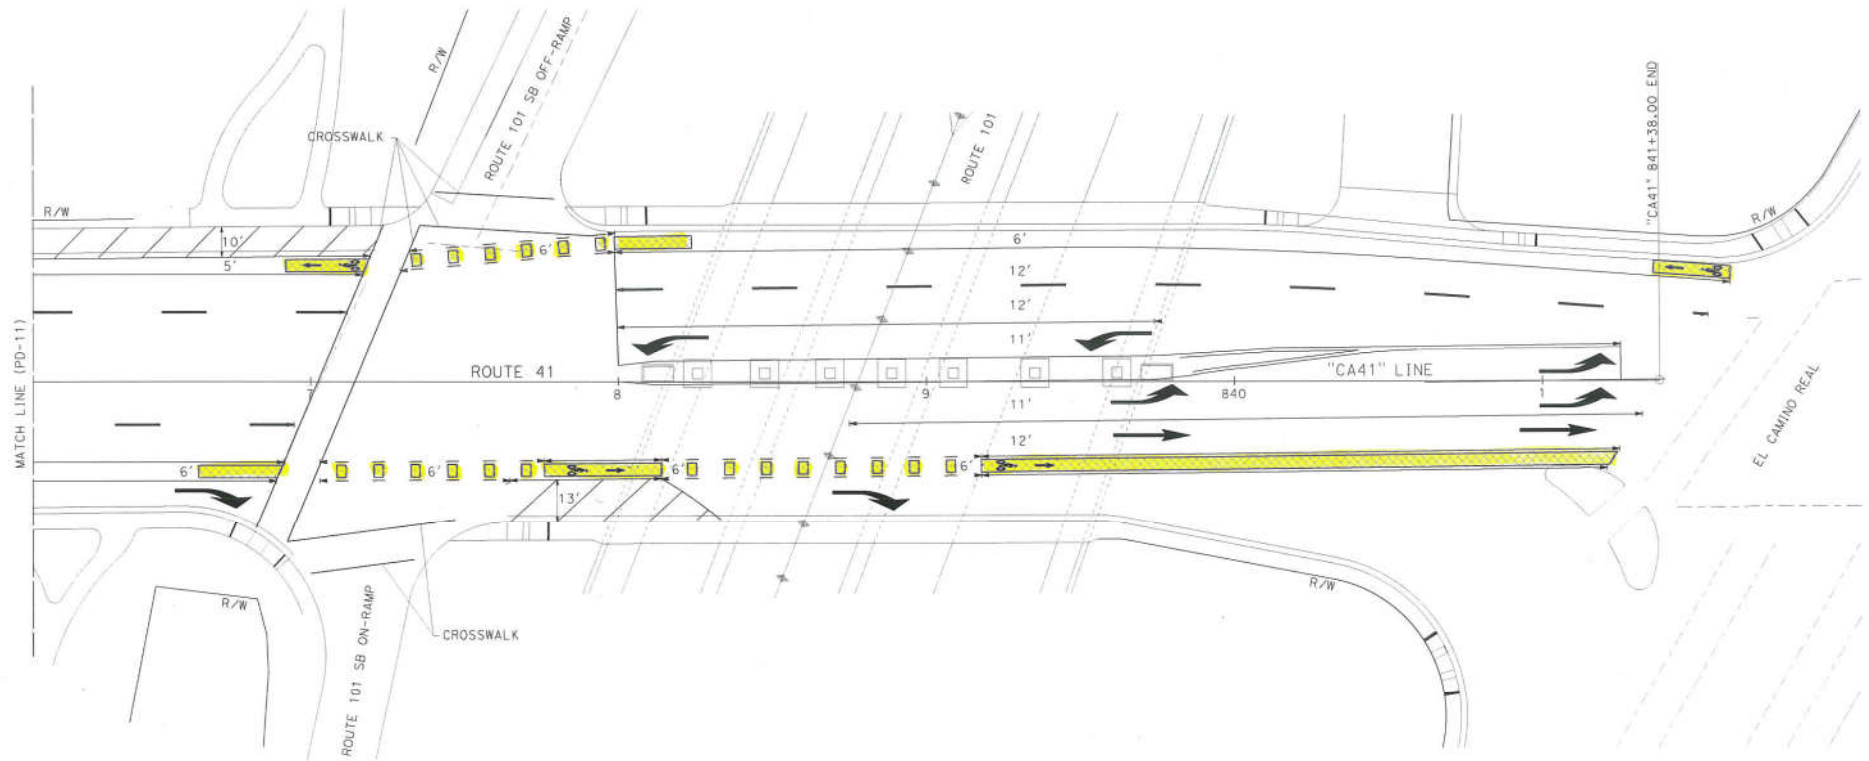 R/W
ROUTE 101 SB OFF-RAMP
ROUTE 101
"CA41" 841+38.00 END
CROSSWALK
R/W
R/W
10'
5'
6'
6'
12'
12'
11'
MATCH LINE (PD-11)
ROUTE 41
"CA41" LINE
7
8
9
840
1
11'
12'
6'
6'
6'
6'
13'
EL CAMINO REAL
R/W
R/W
CROSSWALK
ROUTE 101 SB ON-RAMP